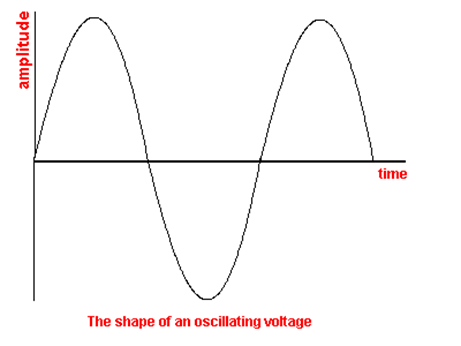 amplitude
time
The shape of an oscillating voltage